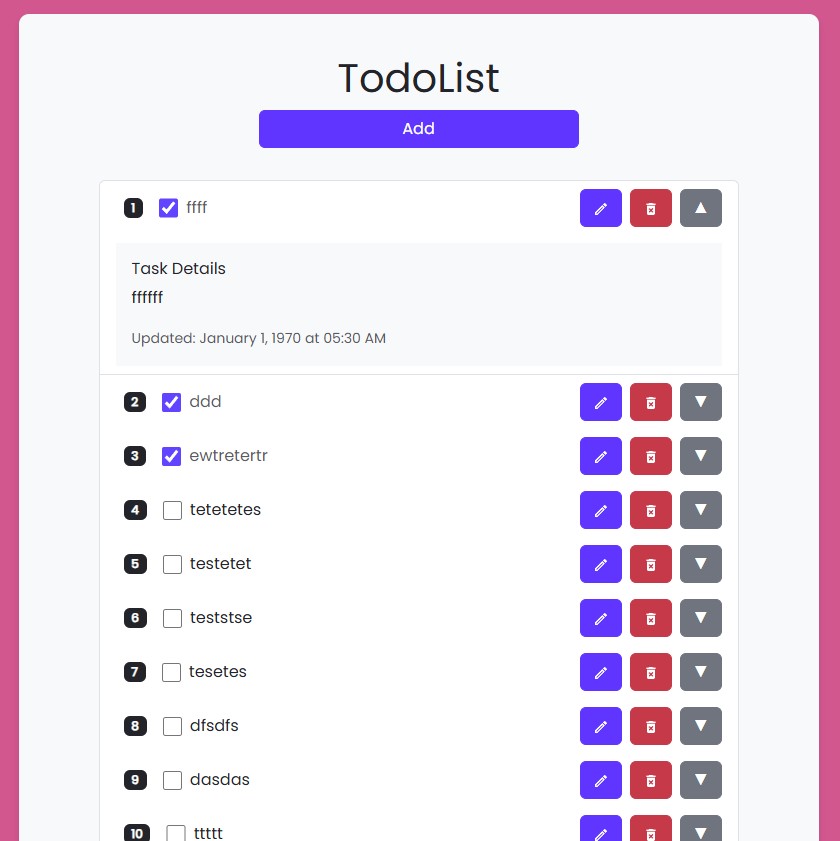 TodoList
Add
1 ffff
Task Details
ffffff
Updated: January 1, 1970 at 05:30 AM
2 ddd
3 ewtretertr
4 tetetetes
5 testetet
6 teststse
7 tesetes
8 dfsdfs
9 dasdas
10 ttttt